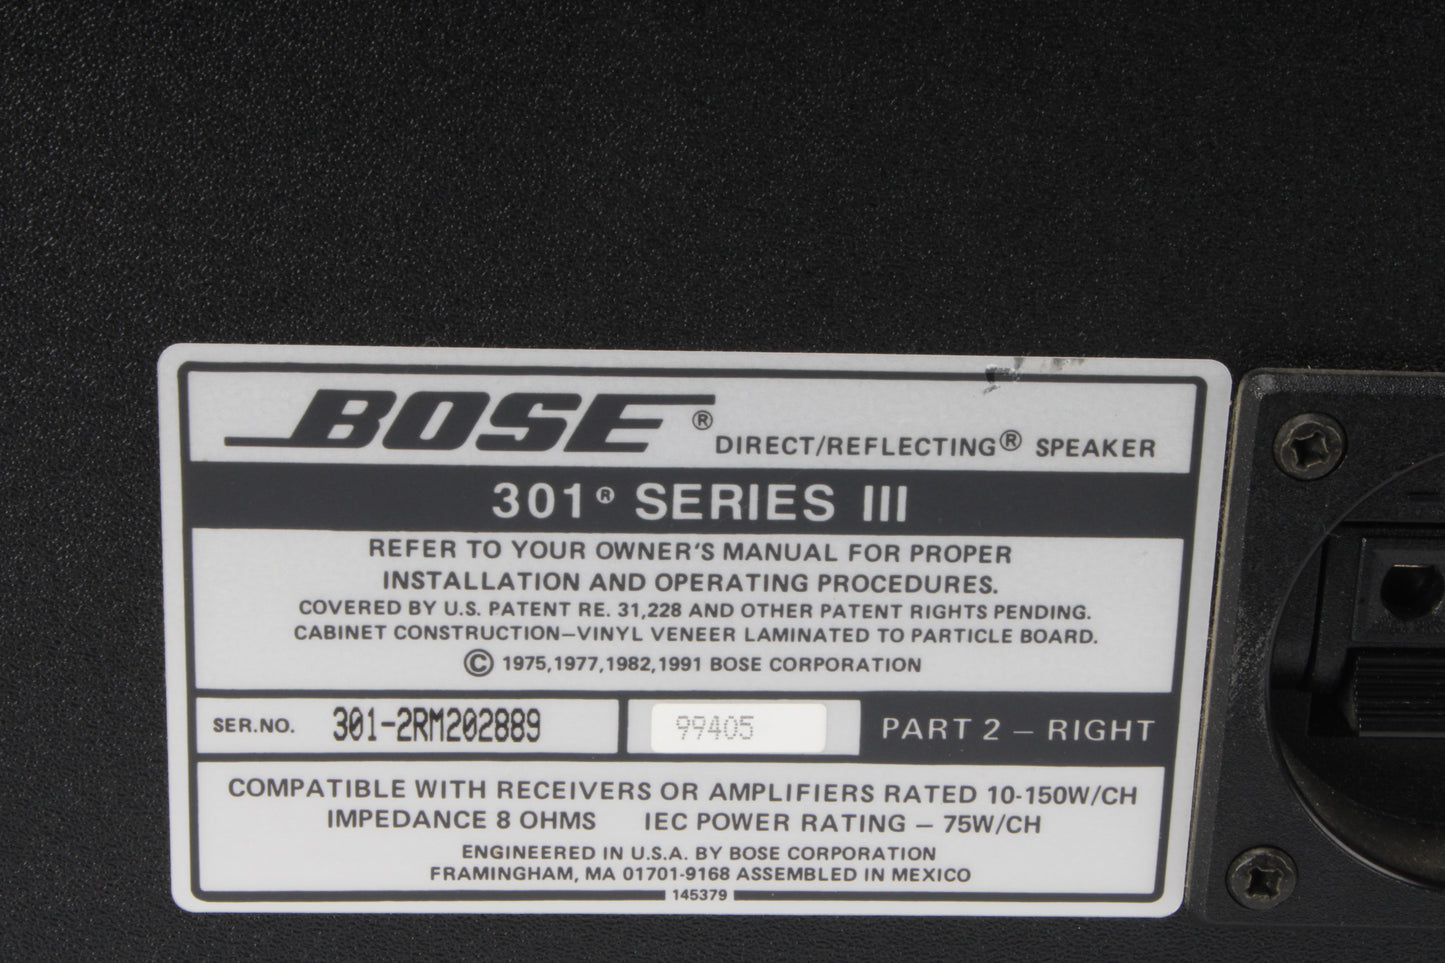 BOSE® DIRECT/REFLECTING® SPEAKER
301® SERIES III
REFER TO YOUR OWNER'S MANUAL FOR PROPER
INSTALLATION AND OPERATING PROCEDURES.
COVERED BY U.S. PATENT RE. 31,228 AND OTHER PATENT RIGHTS PENDING.
CABINET CONSTRUCTION—VINYL VENEER LAMINATED TO PARTICLE BOARD.
© 1975,1977,1982,1991 BOSE CORPORATION
SER.NO. 301-2RM202889 99405 PART 2 — RIGHT
COMPATIBLE WITH RECEIVERS OR AMPLIFIERS RATED 10-150W/CH
IMPEDANCE 8 OHMS IEC POWER RATING — 75W/CH
ENGINEERED IN U.S.A. BY BOSE CORPORATION
FRAMINGHAM, MA 01701-9168 ASSEMBLED IN MEXICO
145379